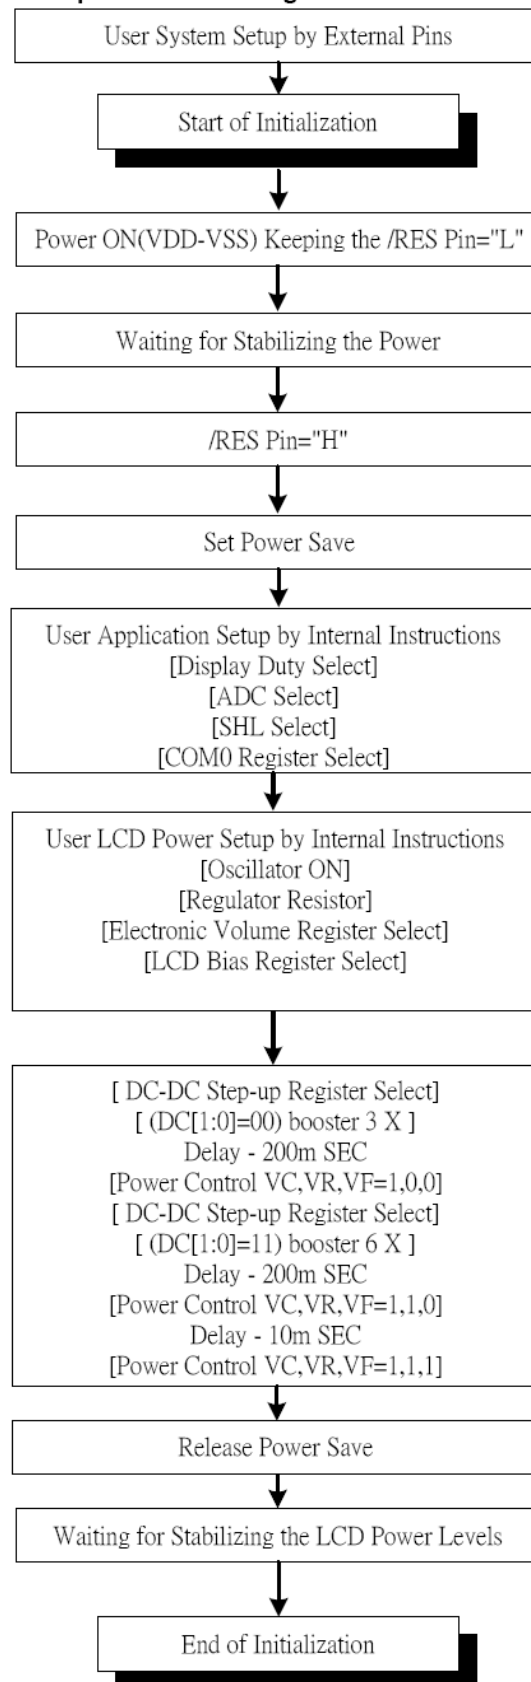 User System Setup by External Pins
Start of Initialization
Power ON(VDD-VSS) Keeping the /RES Pin="L"
Waiting for Stabilizing the Power
/RES Pin="H"
Set Power Save
User Application Setup by Internal Instructions
[Display Duty Select]
[ADC Select]
[SHL Select]
[COM0 Register Select]
User LCD Power Setup by Internal Instructions
[Oscillator ON]
[Regulator Resistor]
[Electronic Volume Register Select]
[LCD Bias Register Select]
[ DC-DC Step-up Register Select]
[ (DC[1:0]=00) booster 3 X ]
Delay - 200m SEC
[Power Control VC,VR,VF=1,0,0]
[ DC-DC Step-up Register Select]
[ (DC[1:0]=11) booster 6 X ]
Delay - 200m SEC
[Power Control VC,VR,VF=1,1,0]
Delay - 10m SEC
[Power Control VC,VR,VF=1,1,1]
Release Power Save
Waiting for Stabilizing the LCD Power Levels
End of Initialization